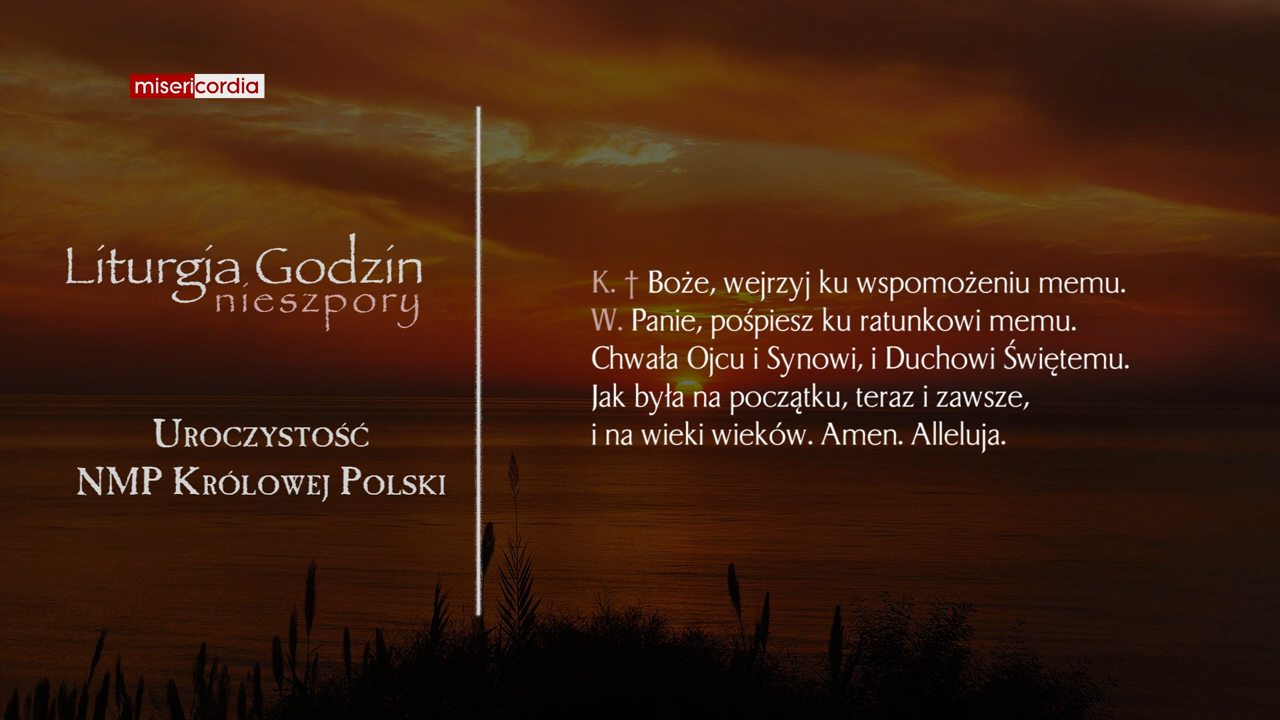 misericordia
Liturgia Godzin
nieszpory
Uroczystość
NMP Królowej Polski
K. † Boże, wejrzyj ku wspomożeniu memu.
W. Panie, pośpiesz ku ratunkowi memu.
Chwała Ojcu i Synowi, i Duchowi Świętemu.
Jak była na początku, teraz i zawsze,
i na wieki wieków. Amen. Alleluja.